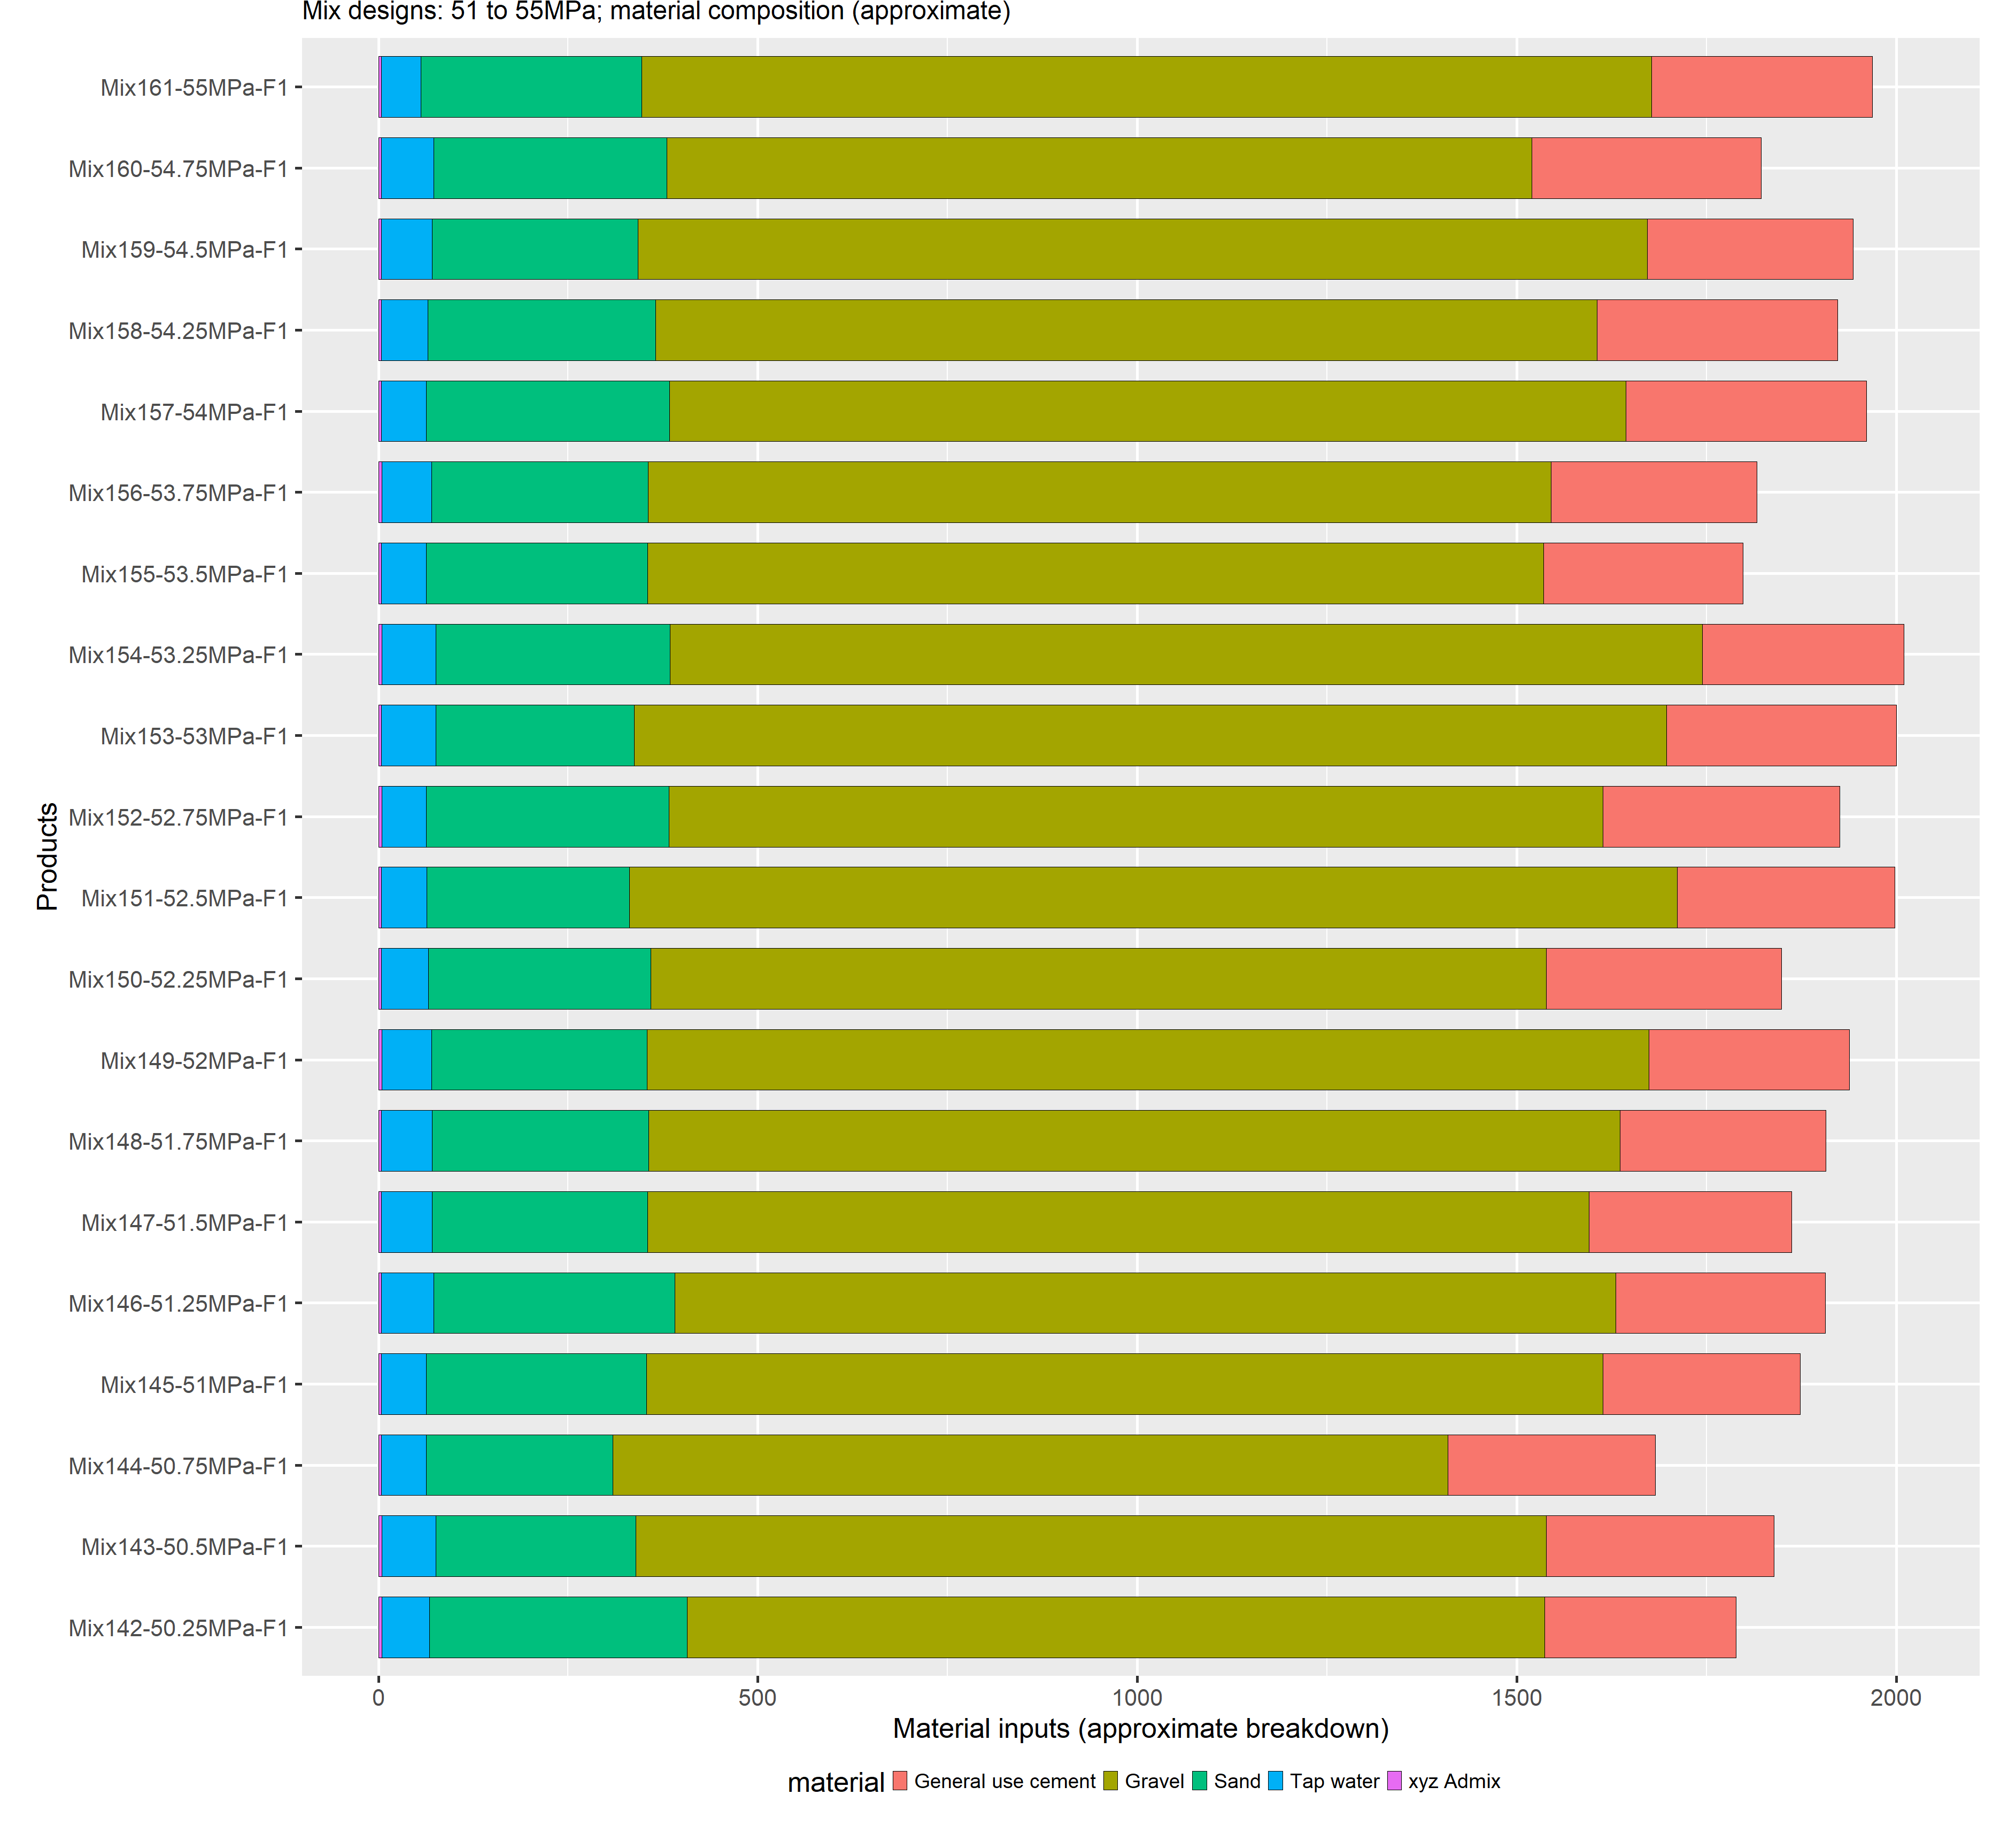 Mix designs: 51 to 55MPa; material composition (approximate)
Mix161-55MPa-F1
Mix160-54.75MPa-F1
Mix159-54.5MPa-F1
Mix158-54.25MPa-F1
Mix157-54MPa-F1
Mix156-53.75MPa-F1
Mix155-53.5MPa-F1
Mix154-53.25MPa-F1
Mix153-53MPa-F1
Mix152-52.75MPa-F1
Mix151-52.5MPa-F1
Mix150-52.25MPa-F1
Mix149-52MPa-F1
Mix148-51.75MPa-F1
Mix147-51.5MPa-F1
Mix146-51.25MPa-F1
Mix145-51MPa-F1
Mix144-50.75MPa-F1
Mix143-50.5MPa-F1
Mix142-50.25MPa-F1
Products
0 500 1000 1500 2000
Material inputs (approximate breakdown)
material General use cement Gravel Sand Tap water xyz Admix